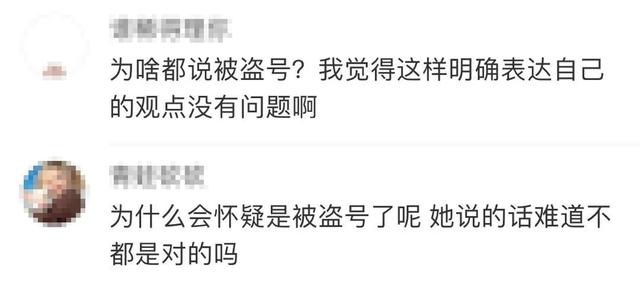 为啥都说被盗号？我觉得这样明确表达自己
的观点没有问题啊
为什么会怀疑是被盗号了呢 她说的话难道不
都是对的吗